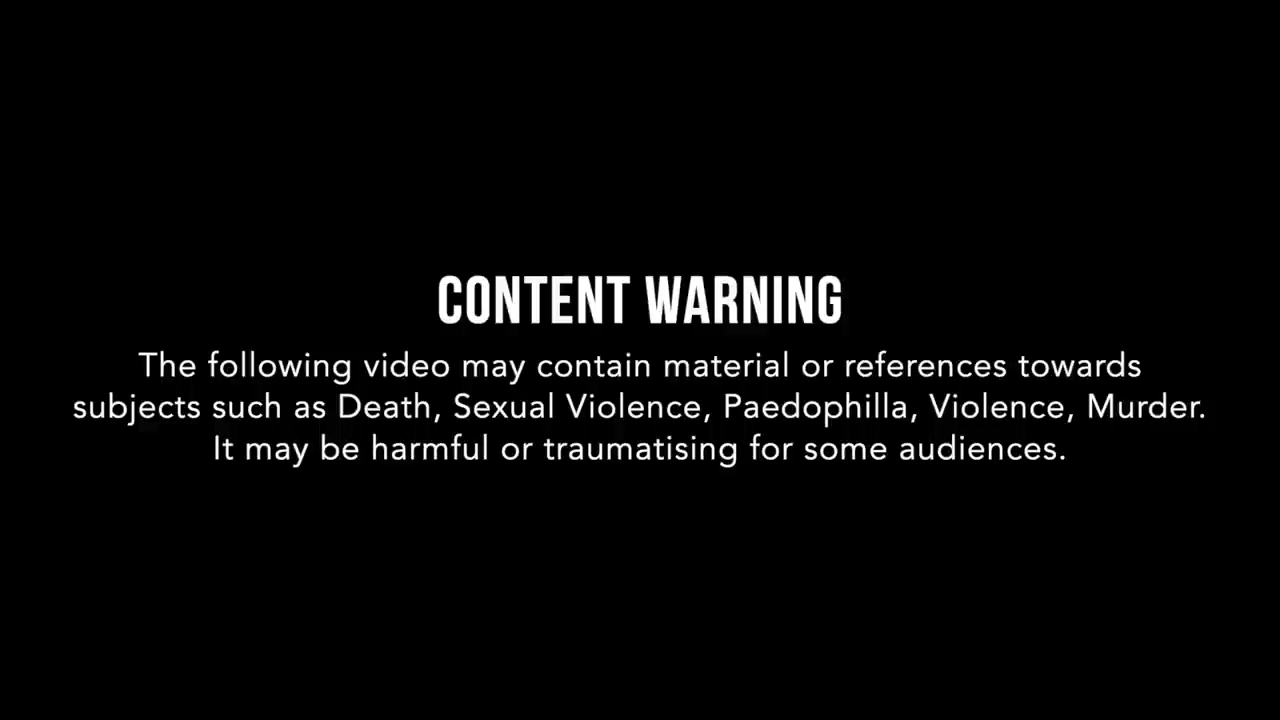 CONTENT WARNING
The following video may contain material or references towards
subjects such as Death, Sexual Violence, Paedophilla, Violence, Murder.
It may be harmful or traumatising for some audiences.